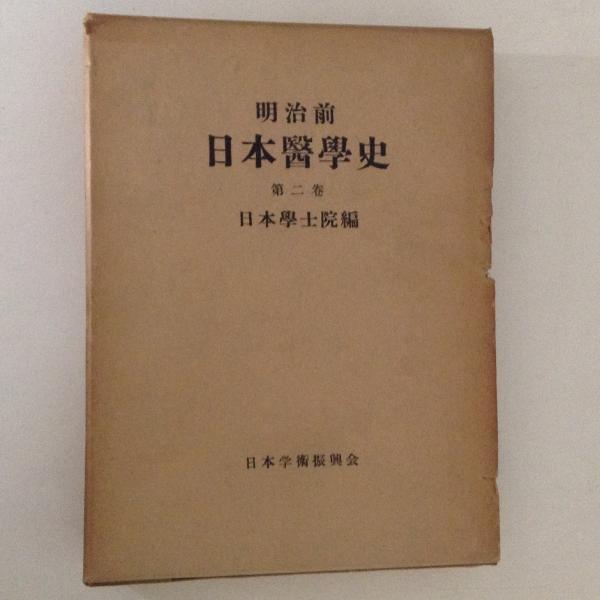 明治前
日本醫學史
第二卷
日本學士院編
日本学術振興会